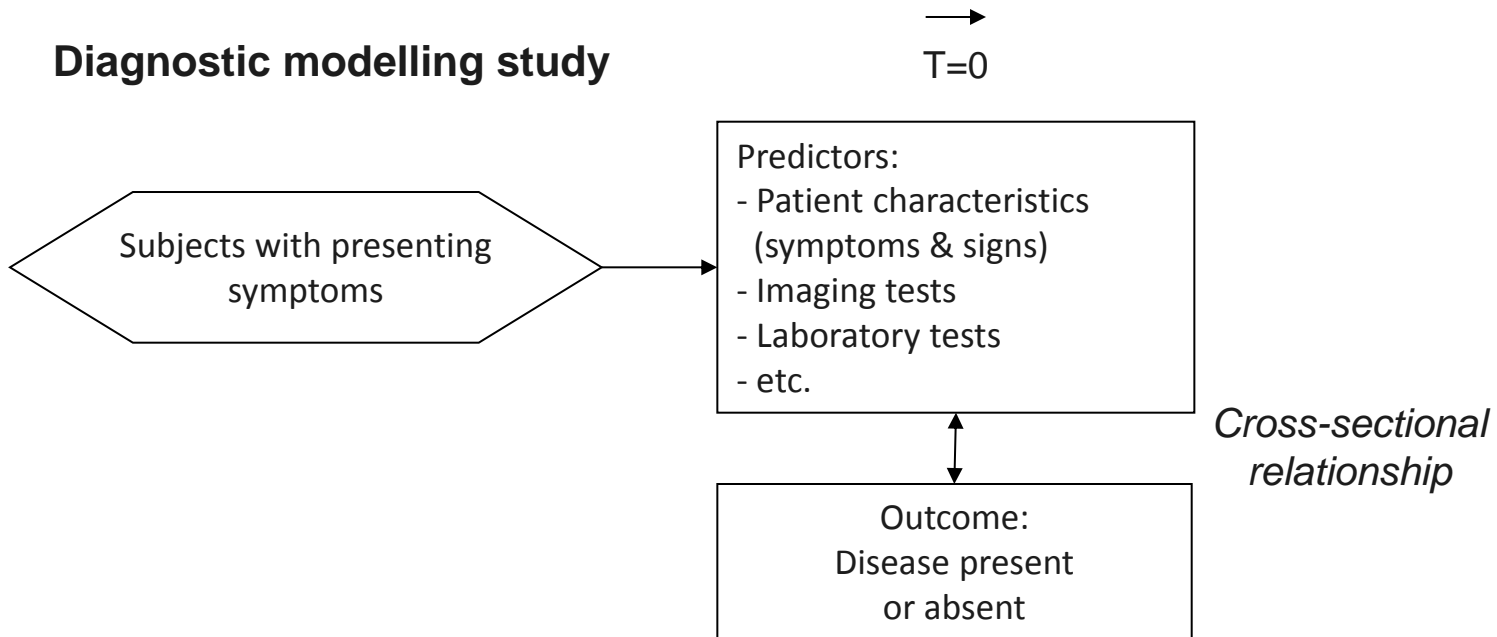 Diagnostic modelling study
T=0
Subjects with presenting
symptoms
Predictors:
- Patient characteristics
(symptoms & signs)
- Imaging tests
- Laboratory tests
- etc.
Cross-sectional
relationship
Outcome:
Disease present
or absent